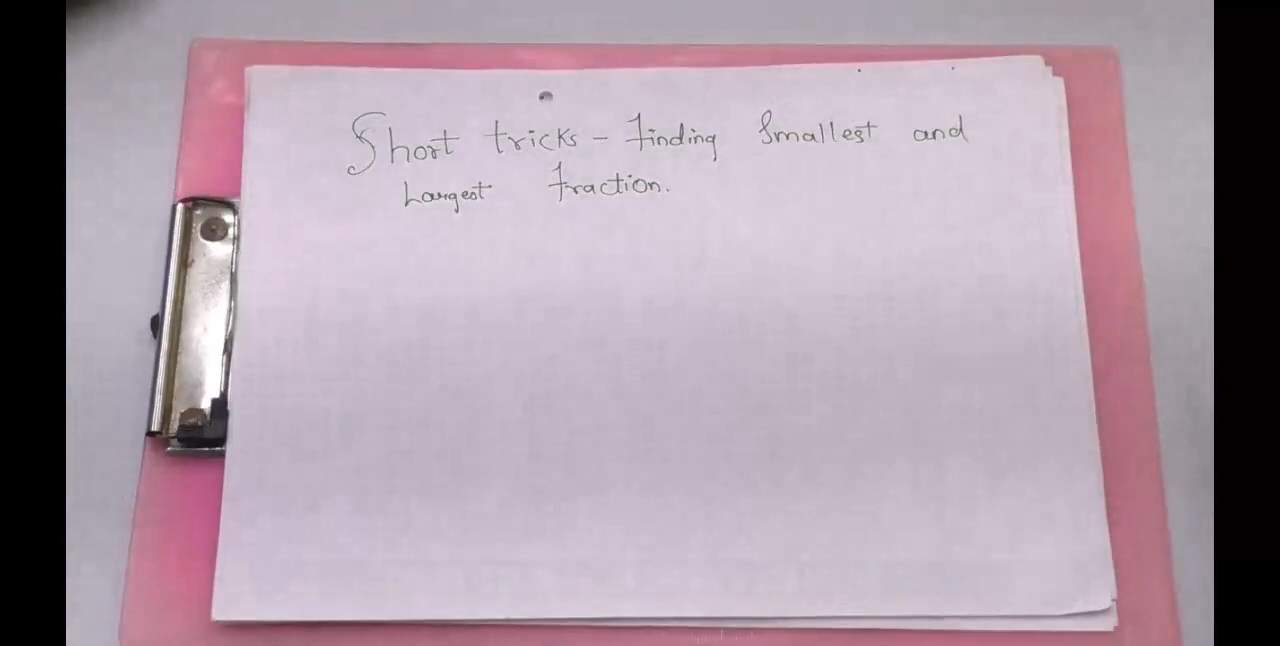 Short tricks - Finding Smallest and
Largest Fraction.